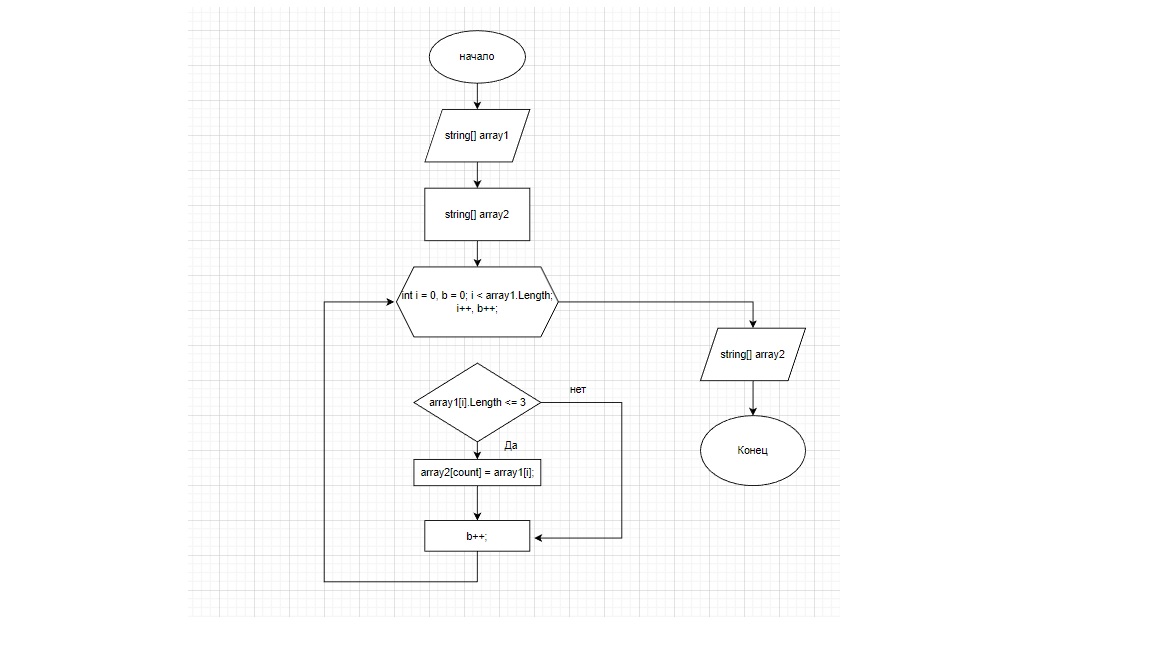 начало
string[] array1
string[] array2
int i = 0, b = 0; i < array1.Length;
i++, b++;
string[] array2
array1[i].Length <= 3
нет
Да
Конец
array2[count] = array1[i];
b++;